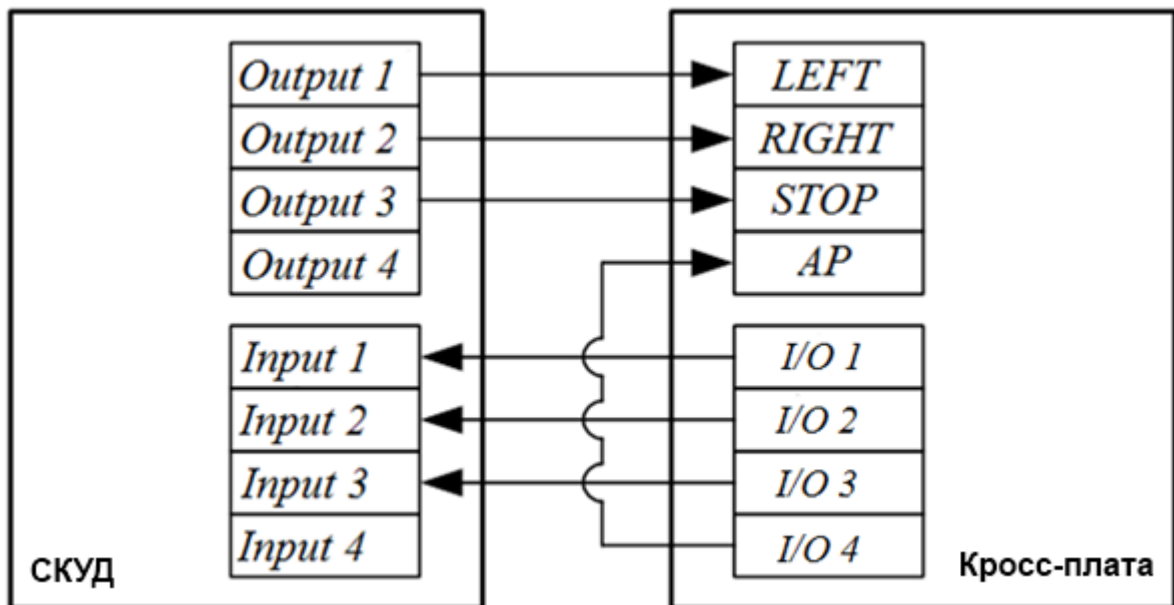 Output 1
Output 2
Output 3
Output 4
Input 1
Input 2
Input 3
Input 4
СКУД
LEFT
RIGHT
STOP
AP
I/O 1
I/O 2
I/O 3
I/O 4
Кросс-плата